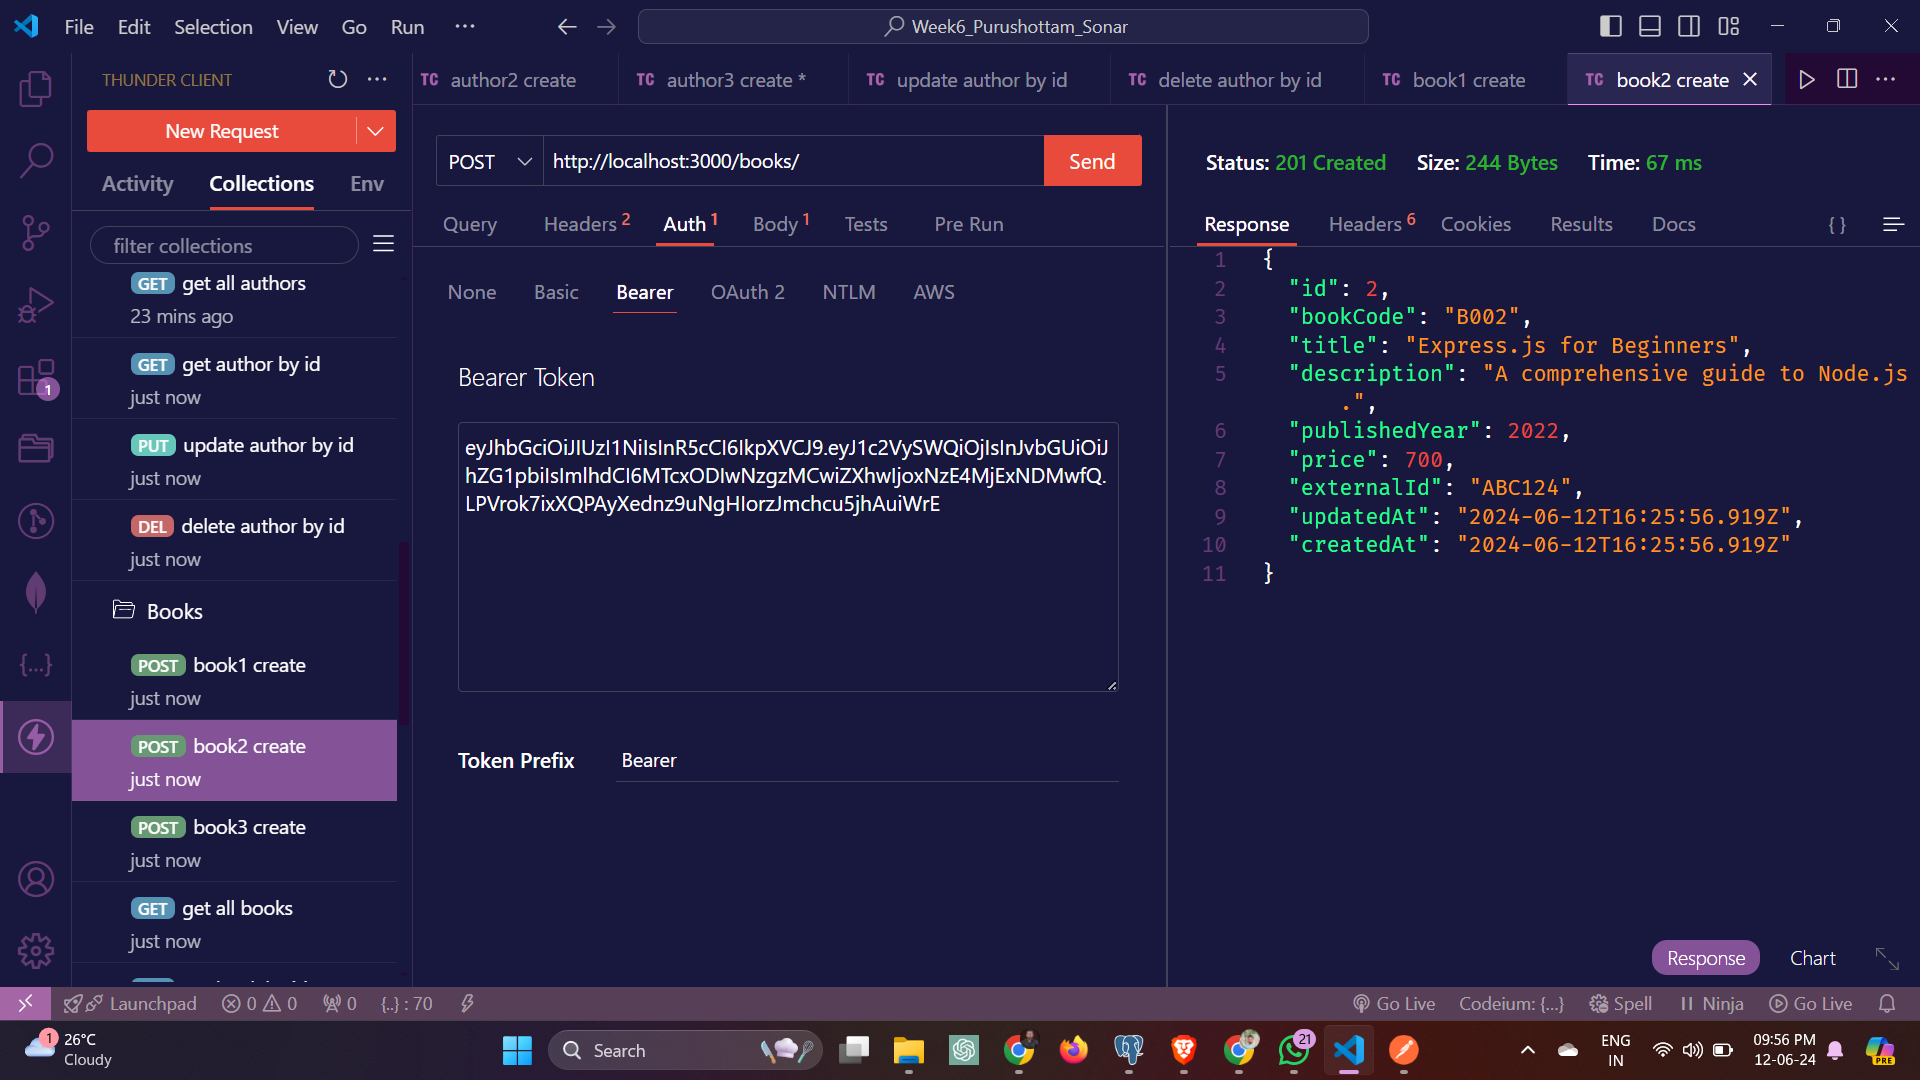 File Edit Selection View Go Run ···
Week6_Purushottam_Sonar
THUNDER CLIENT
New Request
Activity Collections Env
filter collections
GET get all authors
23 mins ago
GET get author by id
just now
PUT update author by id
just now
DEL delete author by id
just now
Books
POST book1 create
just now
POST book2 create
just now
POST book3 create
just now
GET get all books
just now
1
TC author2 create
TC author3 create *
TC update author by id
TC delete author by id
TC book1 create
TC book2 create
POST http://localhost:3000/books/ Send
Query Headers 2 Auth 1 Body 1 Tests Pre Run
None Basic Bearer OAuth 2 NTLM AWS
Bearer Token
Token Prefix Bearer
Status: 201 Created Size: 244 Bytes Time: 67 ms
Response Headers 6 Cookies Results Docs { }
1 {
2 "id": 2,
3 "bookCode": "B002",
4 "title": "Express.js for Beginners",
5 "description": "A comprehensive guide to Node.js
.",
6 "publishedYear": 2022,
7 "price": 700,
8 "externalId": "ABC124",
9 "updatedAt": "2024-06-12T16:25:56.919Z",
10 "createdAt": "2024-06-12T16:25:56.919Z"
11 }
Response Chart
Launchpad 0 0 0 {..} : 70
Go Live Codeium: {...} Spell Ninja Go Live
1 26°C
Cloudy
Search
21
PRE
ENG
IN
09:56 PM
12-06-24